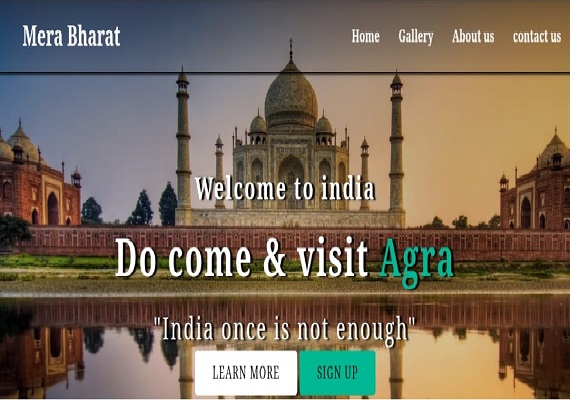 Mera Bharat
Home Gallery About us contact us
Welcome to india
Do come & visit Agra
"India once is not enough"
LEARN MORE SIGN UP